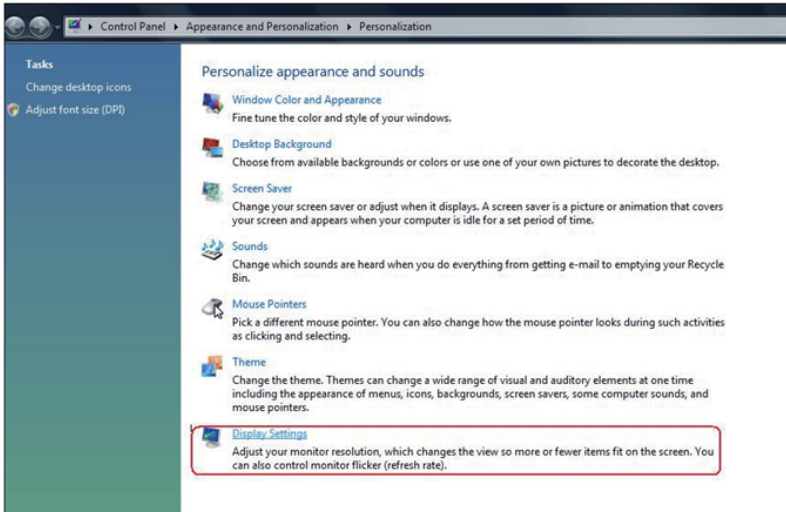 Control Panel ▸ Appearance and Personalization ▸ Personalization
Tasks
Change desktop icons
Adjust font size (DPI)
Personalize appearance and sounds
Window Color and Appearance
Fine tune the color and style of your windows.
Desktop Background
Choose from available backgrounds or colors or use one of your own pictures to decorate the desktop.
Screen Saver
Change your screen saver or adjust when it displays. A screen saver is a picture or animation that covers
your screen and appears when your computer is idle for a set period of time.
Sounds
Change which sounds are heard when you do everything from getting e-mail to emptying your Recycle
Bin.
Mouse Pointers
Pick a different mouse pointer. You can also change how the mouse pointer looks during such activities
as clicking and selecting.
Theme
Change the theme. Themes can change a wide range of visual and auditory elements at one time
including the appearance of menus, icons, backgrounds, screen savers, some computer sounds, and
mouse pointers.
Display Settings
Adjust your monitor resolution, which changes the view so more or fewer items fit on the screen. You
can also control monitor flicker (refresh rate).